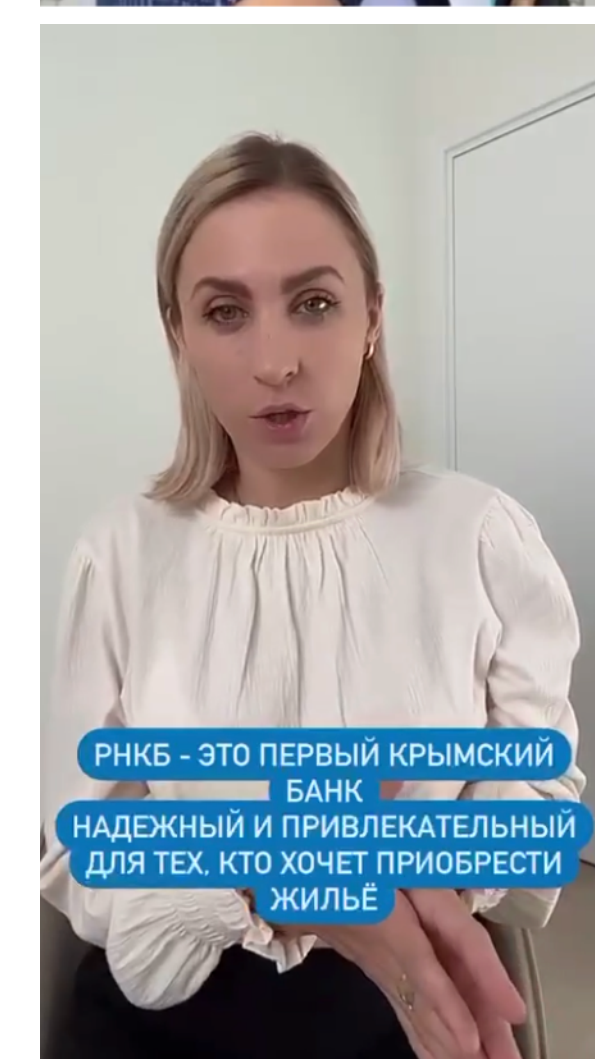 РНКБ - ЭТО ПЕРВЫЙ КРЫМСКИЙ
БАНК
НАДЕЖНЫЙ И ПРИВЛЕКАТЕЛЬНЫЙ
ДЛЯ ТЕХ, КТО ХОЧЕТ ПРИОБРЕСТИ
ЖИЛЬЁ